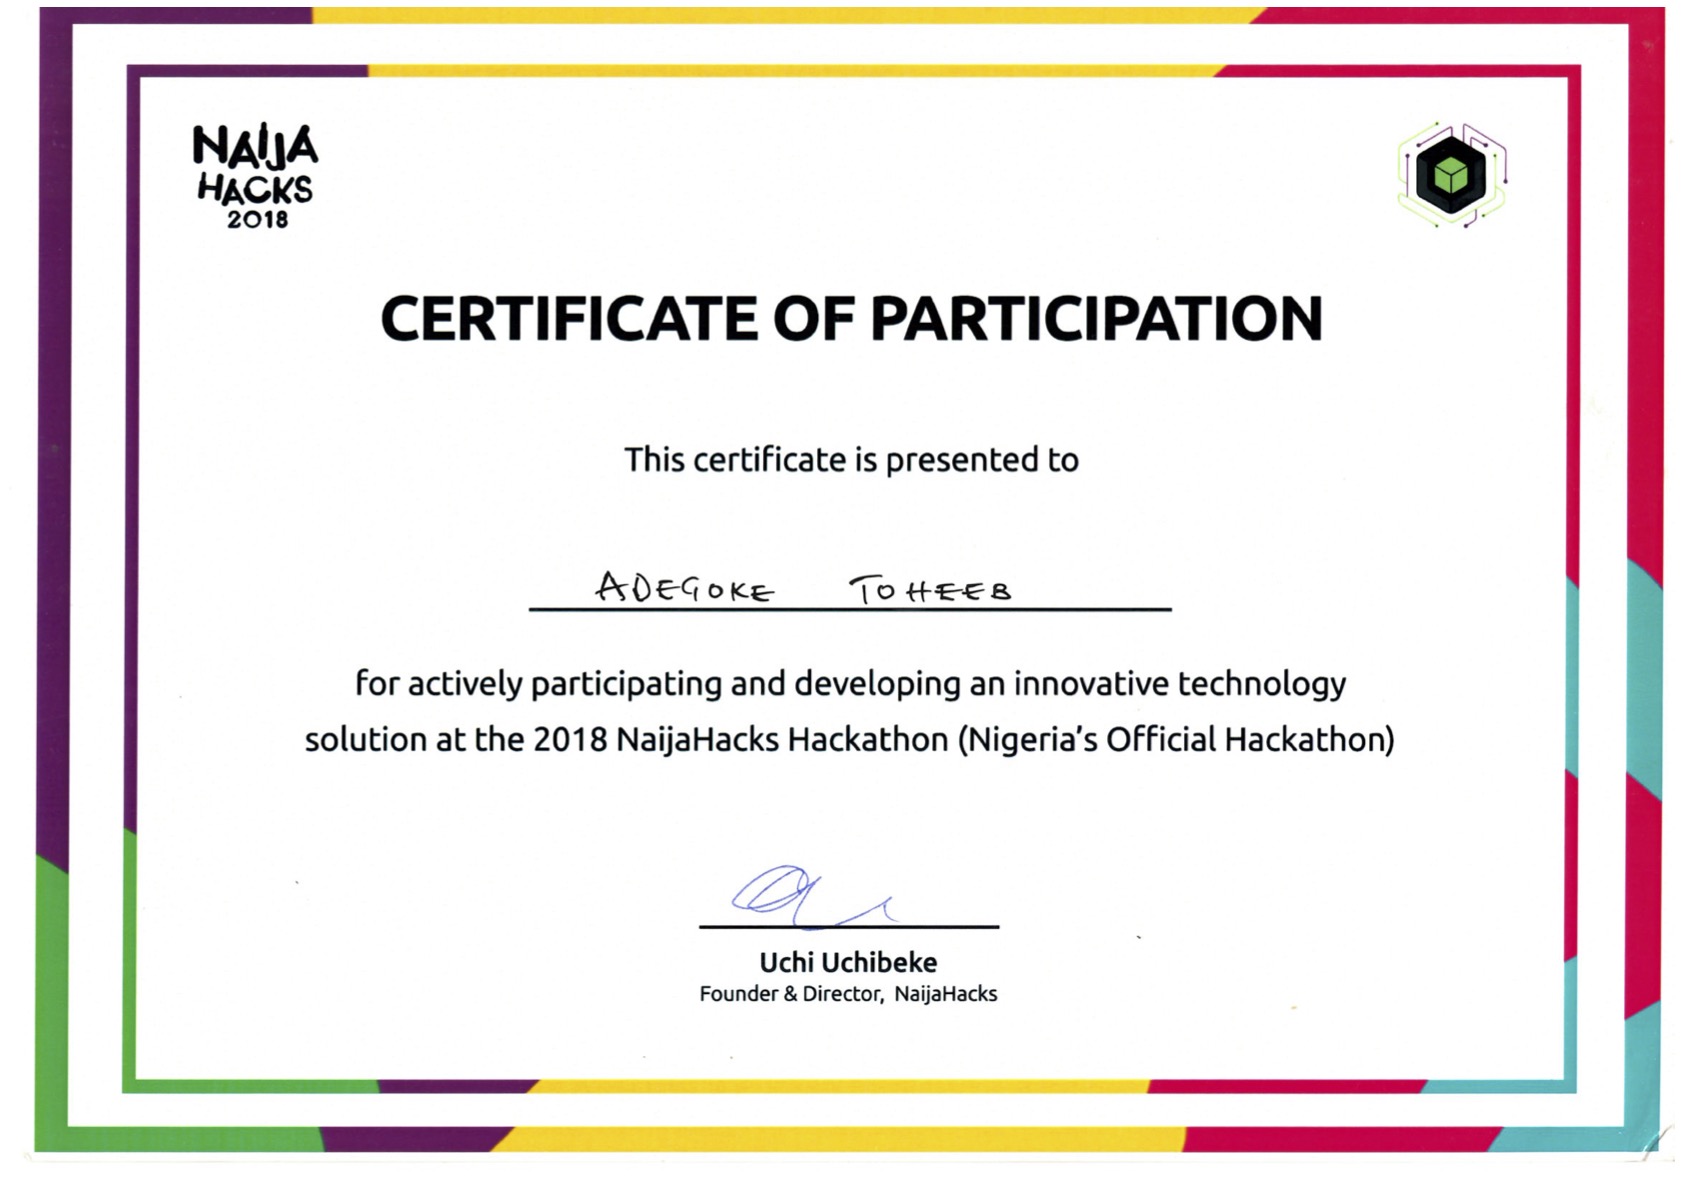 NAIJA
HACKS
2018
CERTIFICATE OF PARTICIPATION
This certificate is presented to
ADEGOKE TOHEEB
for actively participating and developing an innovative technology
solution at the 2018 NaijaHacks Hackathon (Nigeria’s Official Hackathon)
Uchi Uchibeke
Founder & Director, NaijaHacks